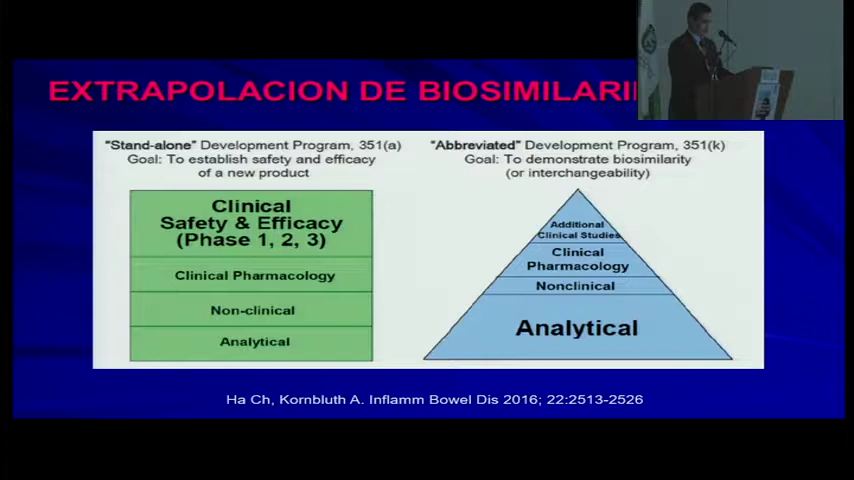 EXTRAPOLACION DE BIOSIMILARI
"Stand-alone" Development Program, 351(a)
Goal: To establish safety and efficacy
of a new product
Clinical
Safety & Efficacy
(Phase 1, 2, 3)
Clinical Pharmacology
Non-clinical
Analytical
"Abbreviated" Development Program, 351(k)
Goal: To demonstrate biosimilarity
(or interchangeability)
Additional
Clinical Studies
Clinical
Pharmacology
Nonclinical
Analytical
Ha Ch, Kornbluth A. Inflamm Bowel Dis 2016; 22:2513-2526